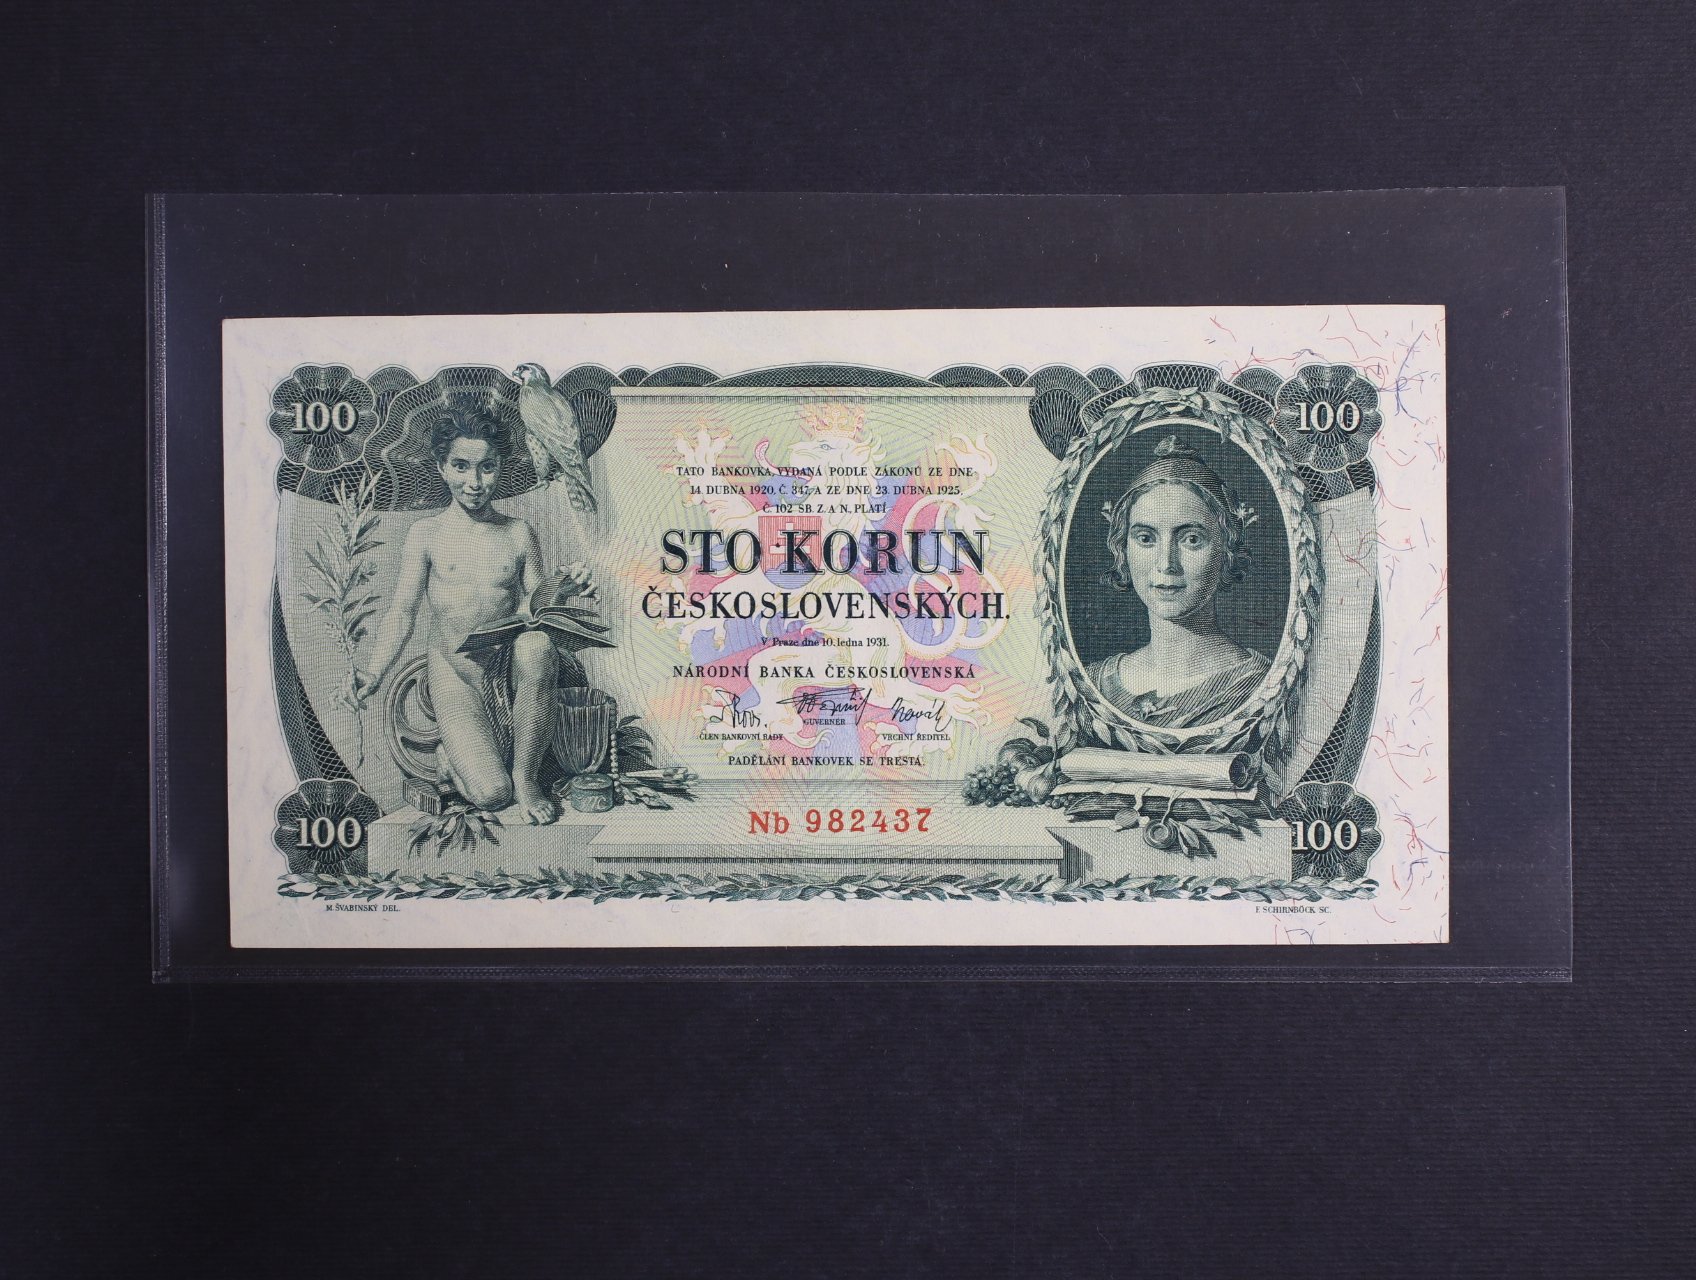 100
100
TATO BANKOVKA, VYDANÁ PODLE ZÁKONŮ ZE DNE
14. DUBNA 1920, Č. 347, A ZE DNE 23. DUBNA 1925,
Č. 102 SB. Z. A N., PLATÍ
STO KORUN
ČESKOSLOVENSKÝCH.
V Praze dne 10. ledna 1931.
NÁRODNÍ BANKA ČESKOSLOVENSKÁ
Novák
GUVERNÉR
ČLEN BANKOVNÍ RADY
VRCHNÍ ŘEDITEL
PADĚLÁNÍ BANKOVEK SE TRESTÁ.
Nb 982437
100
100
M. ŠVABINSKÝ DEL.
F. SCHIRNBÖCK SC.